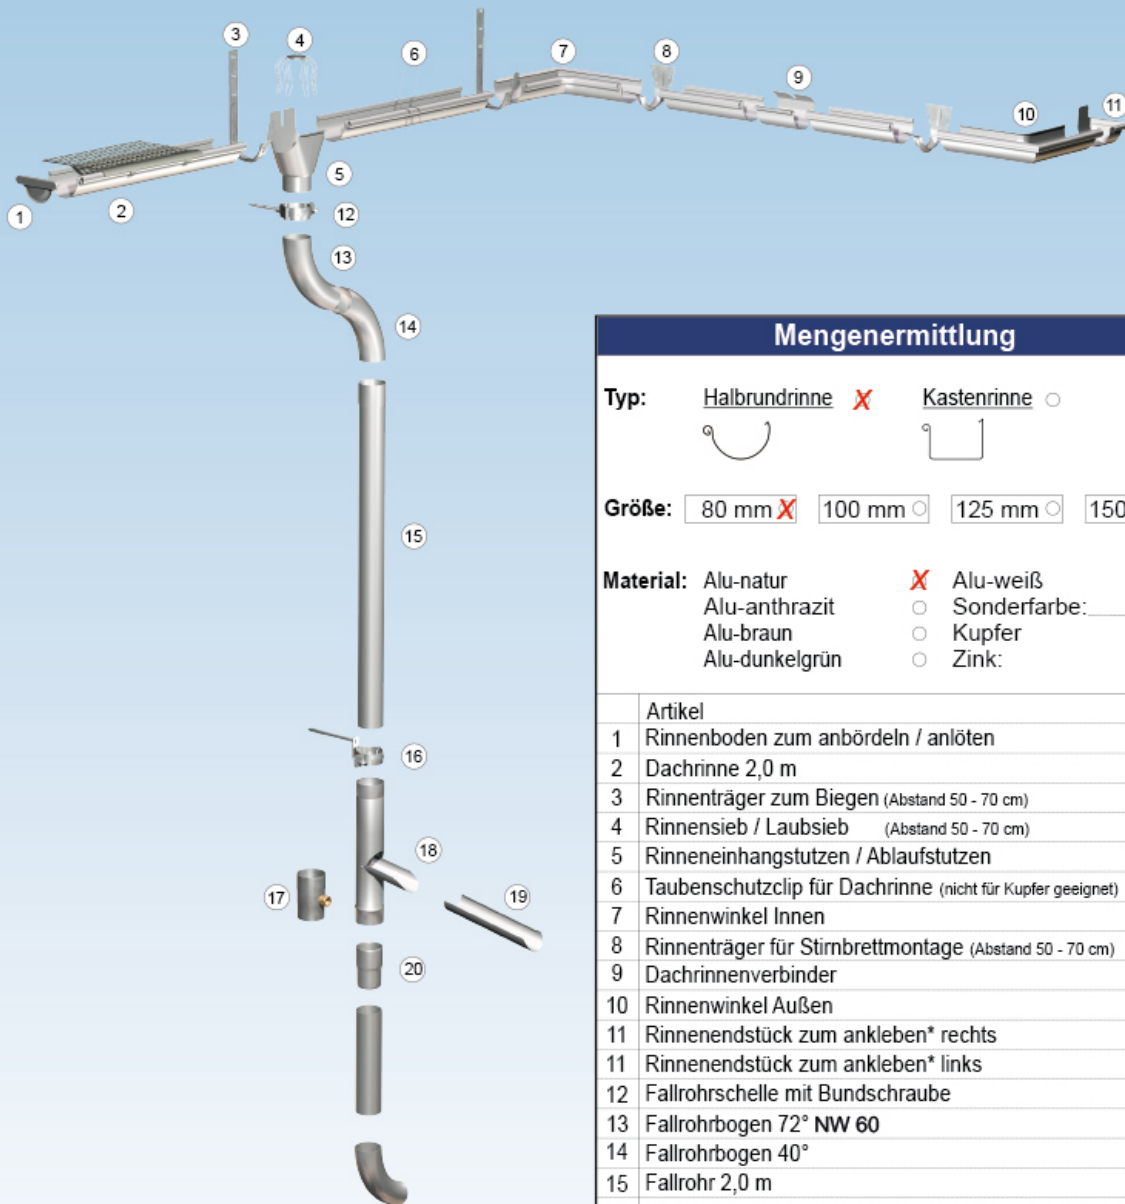 3
4
6
7
8
9
10
11
5
1
2
12
13
14
15
16
17
18
19
20
Mengenermittlung
Typ: Halbrundrinne X Kastenrinne
Größe: 80 mm X 100 mm 125 mm 150
Material: Alu-natur X Alu-weiß
Alu-anthrazit Sonderfarbe:____
Alu-braun Kupfer
Alu-dunkelgrün Zink:
Artikel
1 Rinnenboden zum anbördeln / anlöten
2 Dachrinne 2,0 m
3 Rinnenträger zum Biegen (Abstand 50 - 70 cm)
4 Rinnensieb / Laubsieb (Abstand 50 - 70 cm)
5 Rinneneinhangstutzen / Ablaufstutzen
6 Taubenschutzclip für Dachrinne (nicht für Kupfer geeignet)
7 Rinnenwinkel Innen
8 Rinnenträger für Stirnbrettmontage (Abstand 50 - 70 cm)
9 Dachrinnenverbinder
10 Rinnenwinkel Außen
11 Rinnenendstück zum ankleben* rechts
11 Rinnenendstück zum ankleben* links
12 Fallrohrschelle mit Bundschraube
13 Fallrohrbogen 72° NW 60
14 Fallrohrbogen 40°
15 Fallrohr 2,0 m